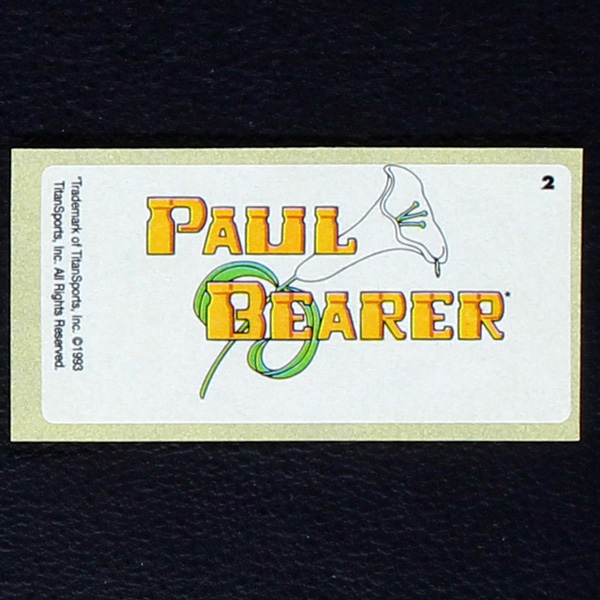 2
PAUL
BEARER*
*Trademark of TitanSports, Inc. ©1993
TitanSports, Inc. All Rights Reserved.